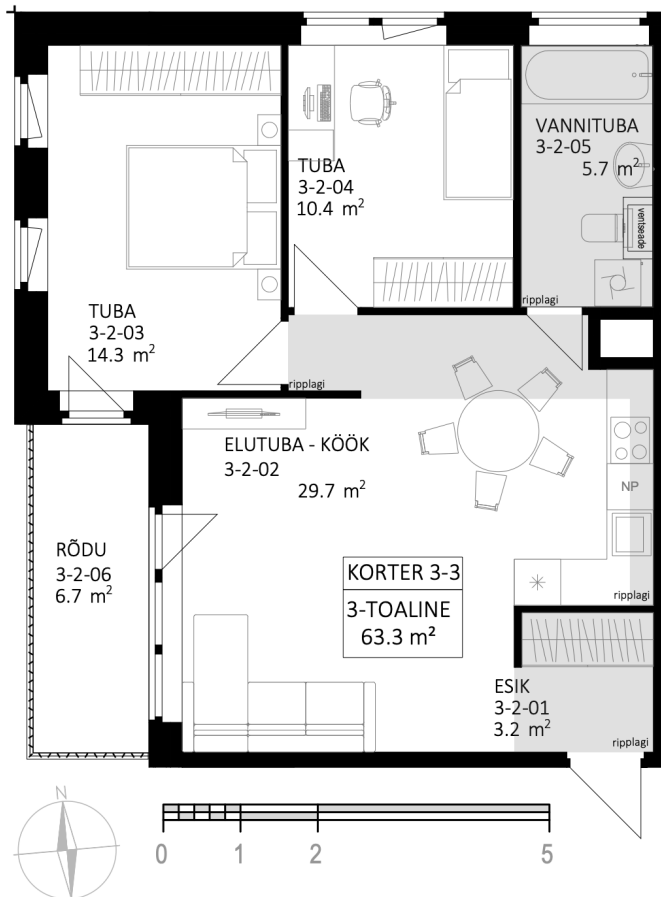 TUBA
3-2-04
10.4 m²
VANNITUBA
3-2-05
5.7 m²
ventseade
ripplagi
TUBA
3-2-03
14.3 m²
ripplagi
ELUTUBA - KÖÖK
3-2-02
29.7 m²
NP
RÕDU
3-2-06
6.7 m²
KORTER 3-3
3-TOALINE
63.3 m²
ripplagi
ESIK
3-2-01
3.2 m²
ripplagi
N
0 1 2 5